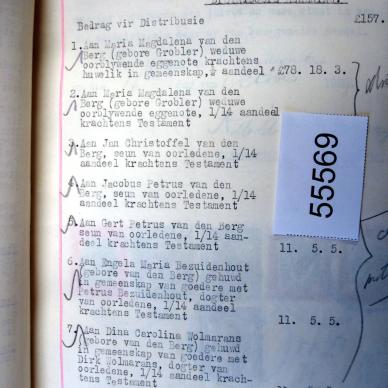 Bedrag vir Distribusie £157.
1. Aan Maria Magdalena van den
Berg (gebore Grobler) weduwe
oorblywende eggenote krachtens
huwelik in gemeenskap, ½ aandeel £78. 18. 3.
2. Aan Maria Magdalena van den
Berg (gebore Grobler) weduwe
oorblywende eggenote, 1/14 aandeel
krachtens Testament
3. Aan Jan Christoffel van den
Berg, seun van oorledene, 1/14
aandeel krachtens Testament
4. Aan Jacobus Petrus van den
Berg, seun van oorledene, 1/14
aandeel krachtens Testament
5. Aan Gert Petrus van den Berg
seun van oorledene, 1/14 aan-
deel krachtens Testament 11. 5. 5.
6. Aan Engela Maria Bezuidenhout
(gebore van den Berg) gehuwd
in gemeenskap van goedere met
Petrus Bezuidenhout, dogter
van oorledene, 1/14 aandeel
krachtens Testament 11. 5. 5.
7. Aan Dina Carolina Wolmarans
(gebore van den Berg) gehuwd
in gemeenskap van goedere met
Dirk Wolmarans, dogter van
oorledene, 1/14 aandeel krach-
tens Testament
55569